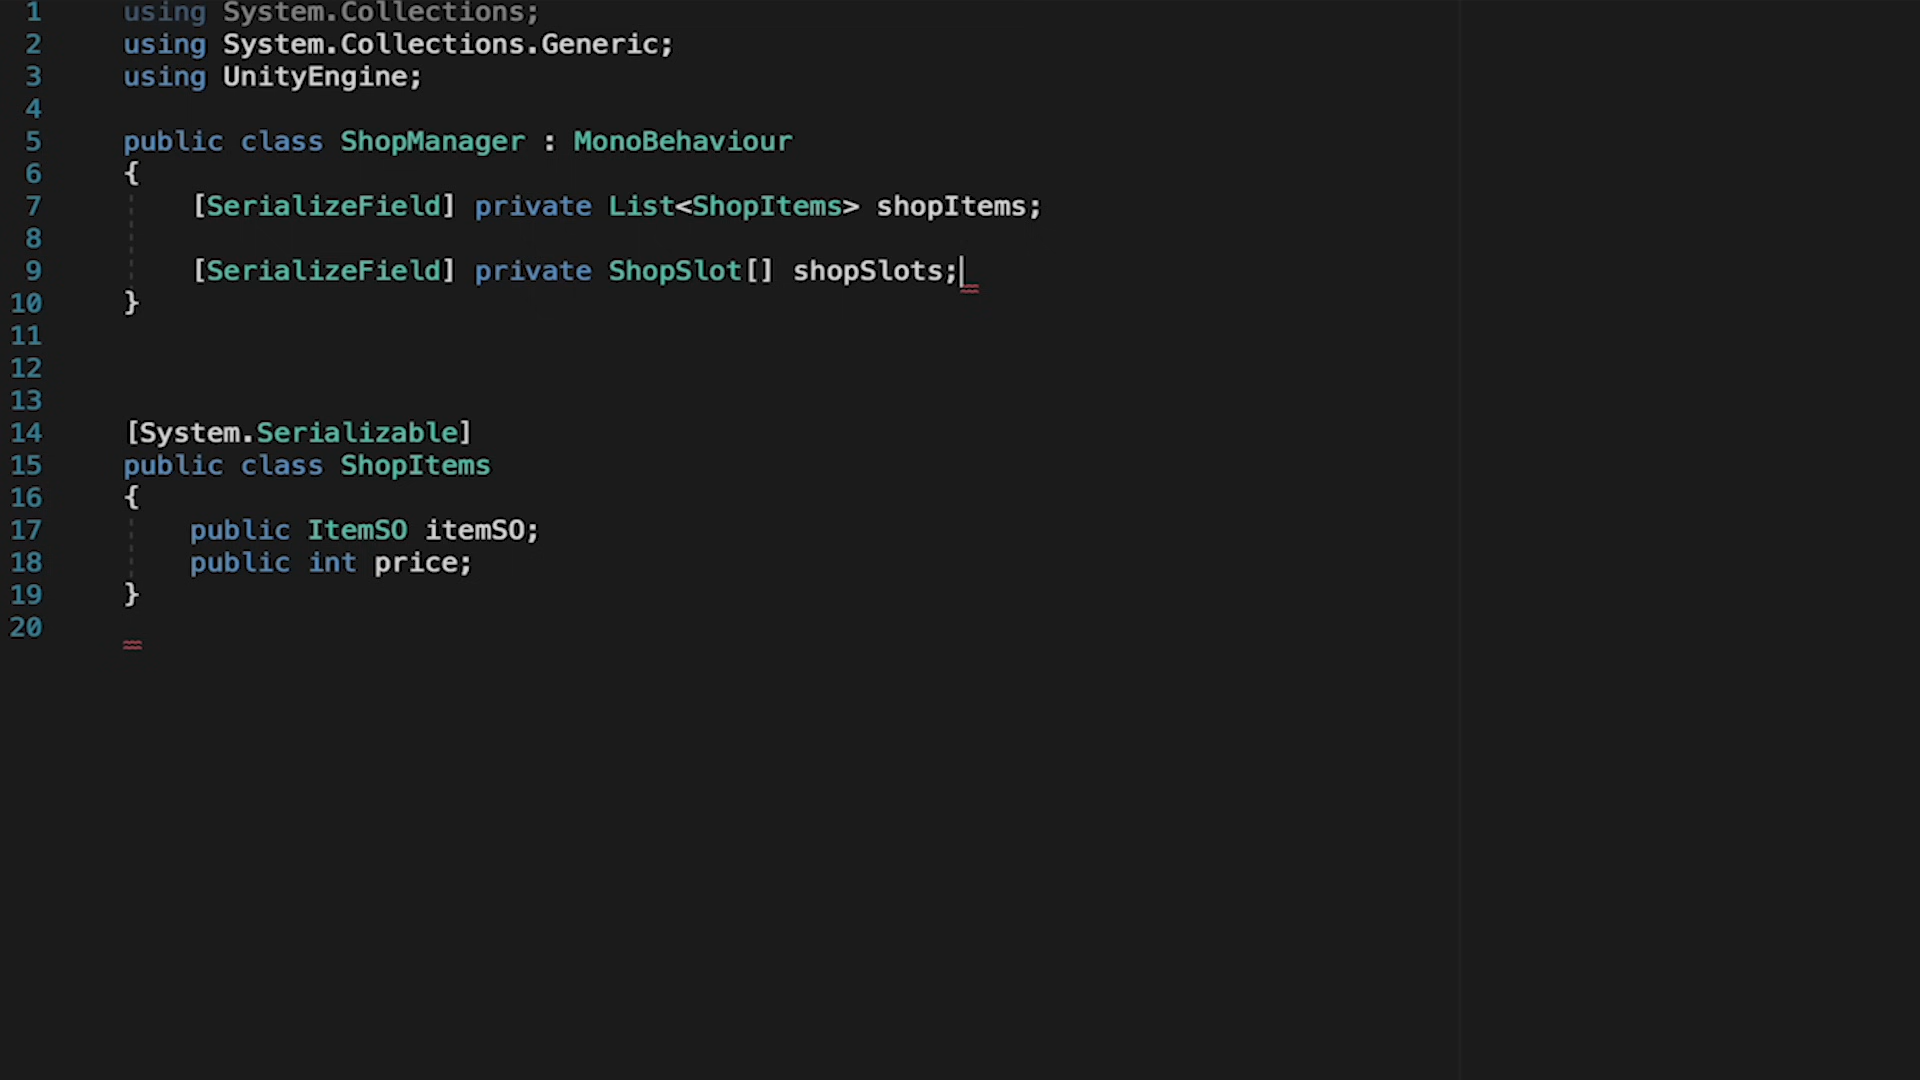 1 using System.Collections;
2 using System.Collections.Generic;
3 using UnityEngine;
4
5 public class ShopManager : MonoBehaviour
6 {
7 [SerializeField] private List<ShopItems> shopItems;
8
9 [SerializeField] private ShopSlot[] shopSlots;
10 }
11
12
13
14 [System.Serializable]
15 public class ShopItems
16 {
17 public ItemSO itemSO;
18 public int price;
19 }
20